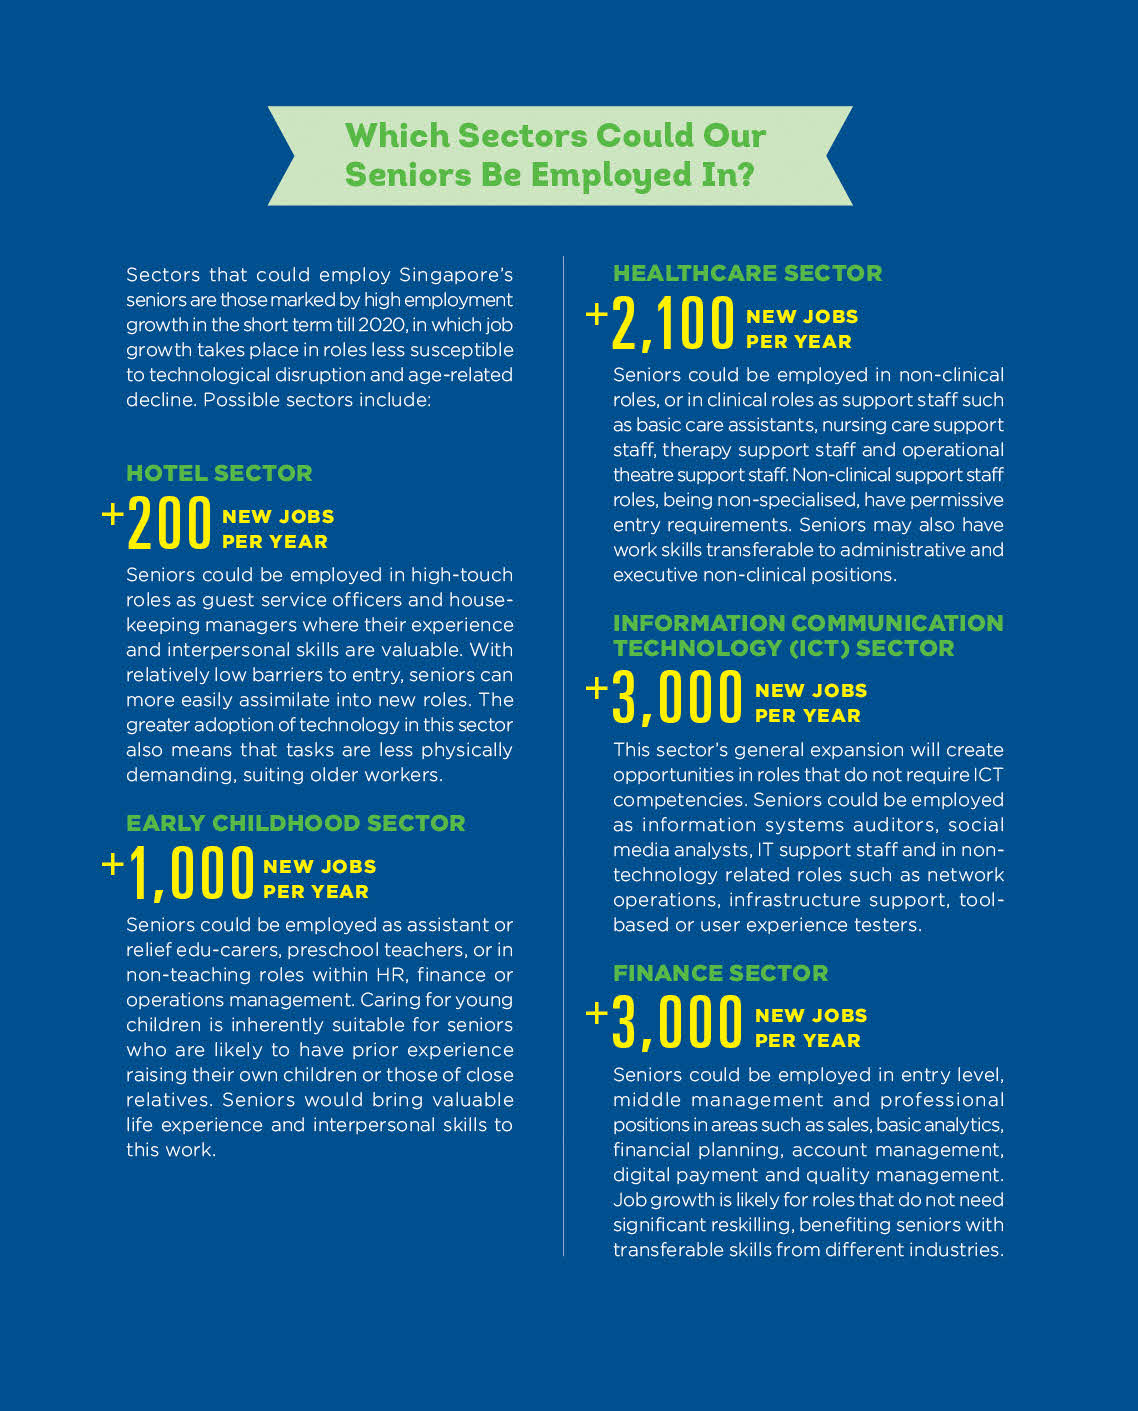 Which Sectors Could Our
Seniors Be Employed In?
Sectors that could employ Singapore's
seniors are those marked by high employment
growth in the short term till 2020, in which job
growth takes place in roles less susceptible
to technological disruption and age-related
decline. Possible sectors include:
HOTEL SECTOR
+200 NEW JOBS
PER YEAR
Seniors could be employed in high-touch
roles as guest service officers and house-
keeping managers where their experience
and interpersonal skills are valuable. With
relatively low barriers to entry, seniors can
more easily assimilate into new roles. The
greater adoption of technology in this sector
also means that tasks are less physically
demanding, suiting older workers.
EARLY CHILDHOOD SECTOR
+1,000 NEW JOBS
PER YEAR
Seniors could be employed as assistant or
relief edu-carers, preschool teachers, or in
non-teaching roles within HR, finance or
operations management. Caring for young
children is inherently suitable for seniors
who are likely to have prior experience
raising their own children or those of close
relatives. Seniors would bring valuable
life experience and interpersonal skills to
this work.
HEALTHCARE SECTOR
+2,100 NEW JOBS
PER YEAR
Seniors could be employed in non-clinical
roles, or in clinical roles as support staff such
as basic care assistants, nursing care support
staff, therapy support staff and operational
theatre support staff. Non-clinical support staff
roles, being non-specialised, have permissive
entry requirements. Seniors may also have
work skills transferable to administrative and
executive non-clinical positions.
INFORMATION COMMUNICATION
TECHNOLOGY (ICT) SECTOR
+3,000 NEW JOBS
PER YEAR
This sector's general expansion will create
opportunities in roles that do not require ICT
competencies. Seniors could be employed
as information systems auditors, social
media analysts, IT support staff and in non-
technology related roles such as network
operations, infrastructure support, tool-
based or user experience testers.
FINANCE SECTOR
+3,000 NEW JOBS
PER YEAR
Seniors could be employed in entry level,
middle management and professional
positions in areas such as sales, basic analytics,
financial planning, account management,
digital payment and quality management.
Job growth is likely for roles that do not need
significant reskilling, benefiting seniors with
transferable skills from different industries.